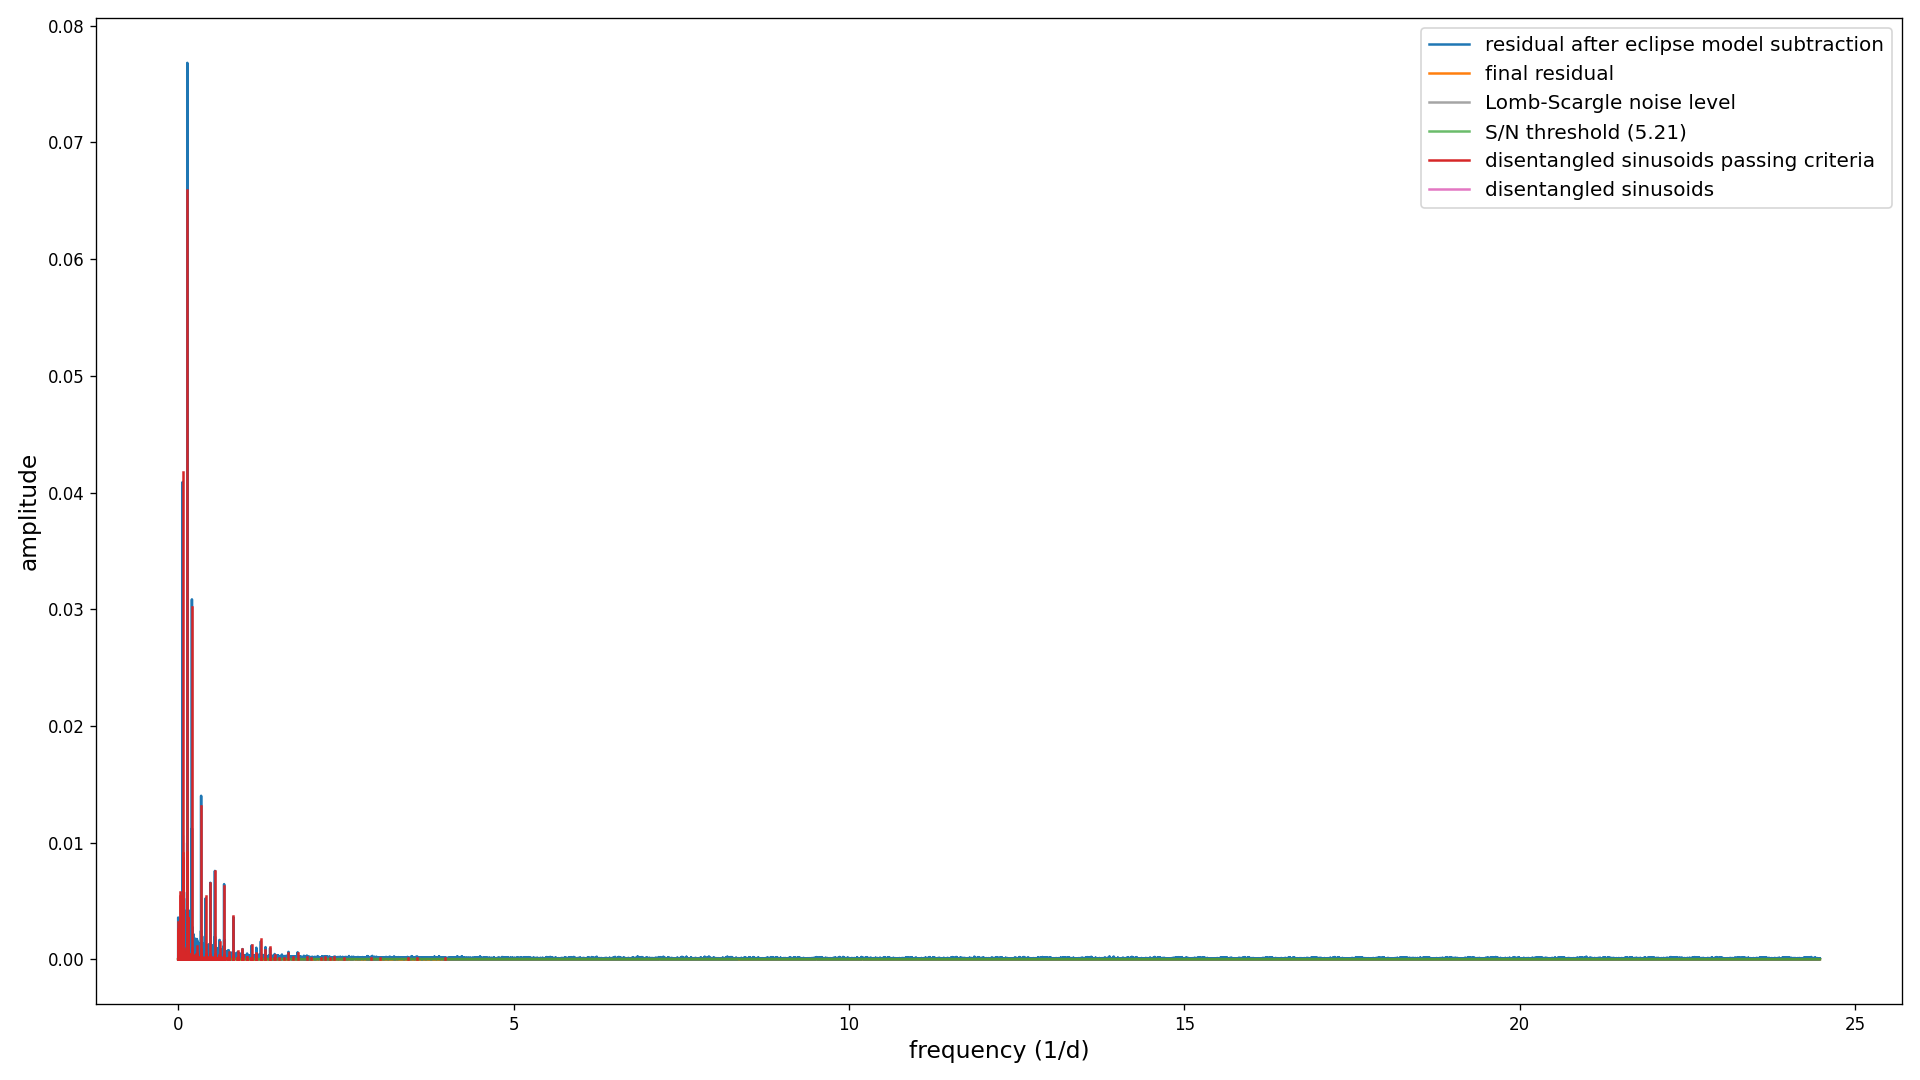 0.08
0.07
0.06
0.05
0.04
0.03
0.02
0.01
0.00
amplitude
0
5
10
15
20
25
frequency (1/d)
residual after eclipse model subtraction
final residual
Lomb-Scargle noise level
S/N threshold (5.21)
disentangled sinusoids passing criteria
disentangled sinusoids